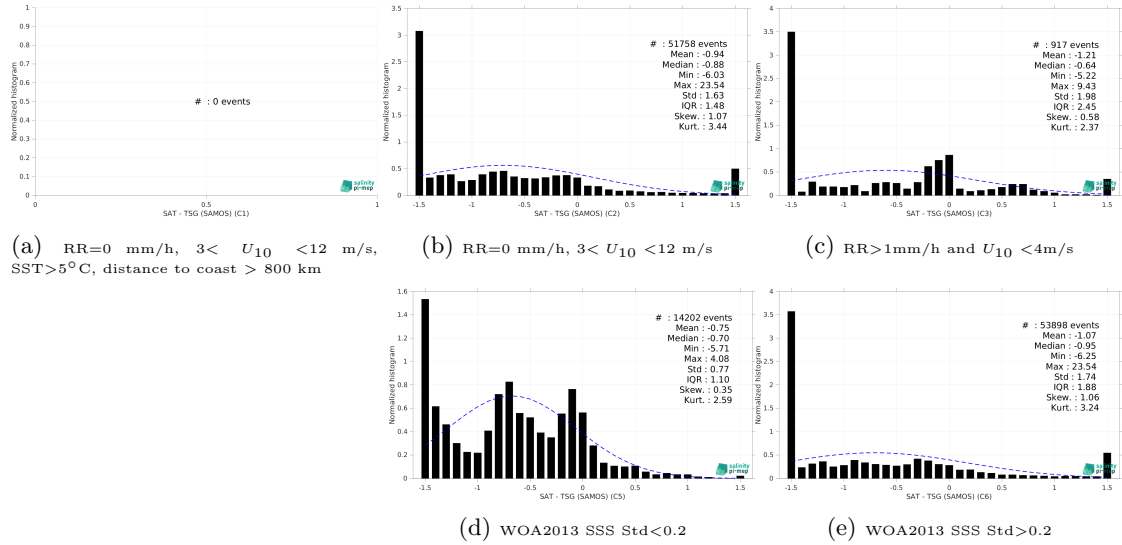 1
0.9
0.8
0.7
0.6
0.5
0.4
0.3
0.2
0.1
0
Normalized histogram
# : 0 events
salinity
pi-mep
0 0.5 1
SAT - TSG (SAMOS) (C1)
(a) RR=0 mm/h, 3< U10 <12 m/s,
SST>5°C, distance to coast > 800 km
3.5
3
2.5
2
1.5
1
0.5
0
Normalized histogram
# : 51758 events
Mean : -0.94
Median : -0.88
Min : -6.03
Max : 23.54
Std : 1.63
IQR : 1.48
Skew. : 1.07
Kurt. : 3.44
salinity
pi-mep
-1.5 -1 -0.5 0 0.5 1 1.5
SAT - TSG (SAMOS) (C2)
(b) RR=0 mm/h, 3< U10 <12 m/s
4
3.5
3
2.5
2
1.5
1
0.5
0
Normalized histogram
# : 917 events
Mean : -1.21
Median : -0.64
Min : -5.22
Max : 9.43
Std : 1.98
IQR : 2.45
Skew. : 0.58
Kurt. : 2.37
salinity
pi-mep
-1.5 -1 -0.5 0 0.5 1 1.5
SAT - TSG (SAMOS) (C3)
(c) RR>1mm/h and U10 <4m/s
1.6
1.4
1.2
1
0.8
0.6
0.4
0.2
0
Normalized histogram
# : 14202 events
Mean : -0.75
Median : -0.70
Min : -5.71
Max : 4.08
Std : 0.77
IQR : 1.10
Skew. : 0.35
Kurt. : 2.59
salinity
pi-mep
-1.5 -1 -0.5 0 0.5 1 1.5
SAT - TSG (SAMOS) (C5)
(d) WOA2013 SSS Std<0.2
4
3.5
3
2.5
2
1.5
1
0.5
0
Normalized histogram
# : 53898 events
Mean : -1.07
Median : -0.95
Min : -6.25
Max : 23.54
Std : 1.74
IQR : 1.88
Skew. : 1.06
Kurt. : 3.24
salinity
pi-mep
-1.5 -1 -0.5 0 0.5 1 1.5
SAT - TSG (SAMOS) (C6)
(e) WOA2013 SSS Std>0.2